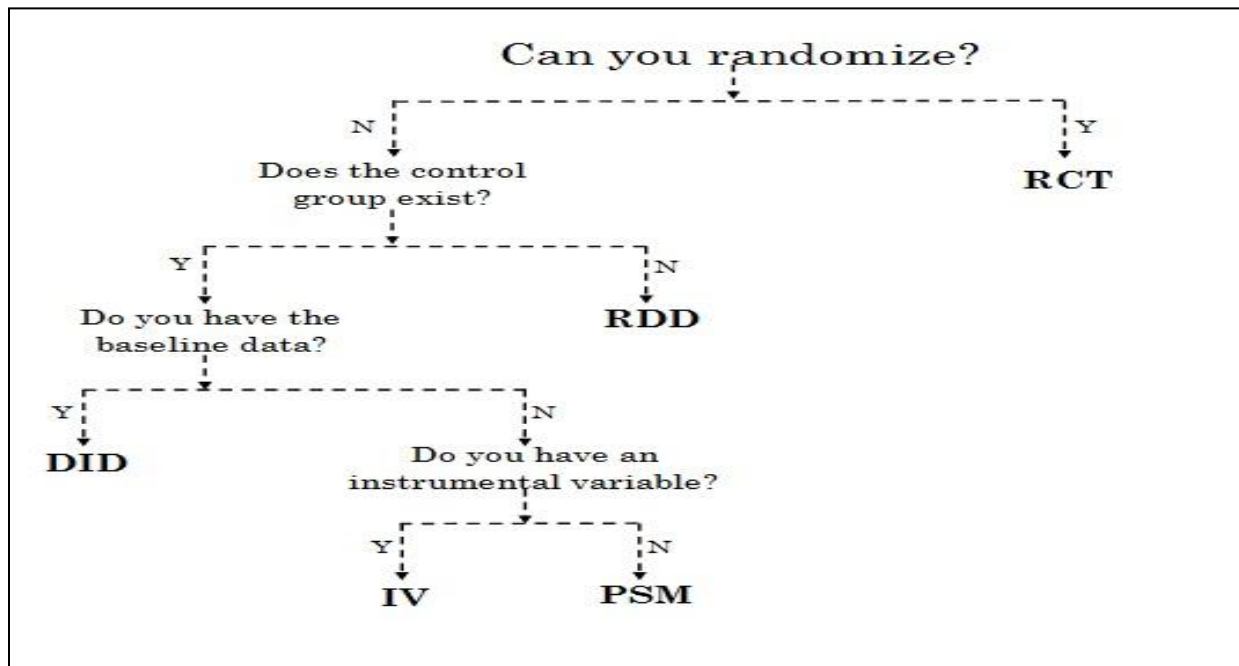 Can you randomize?
N
Y
Does the control
group exist?
RCT
Y
N
Do you have the
baseline data?
RDD
Y
N
DID
Do you have an
instrumental variable?
Y
N
IV
PSM